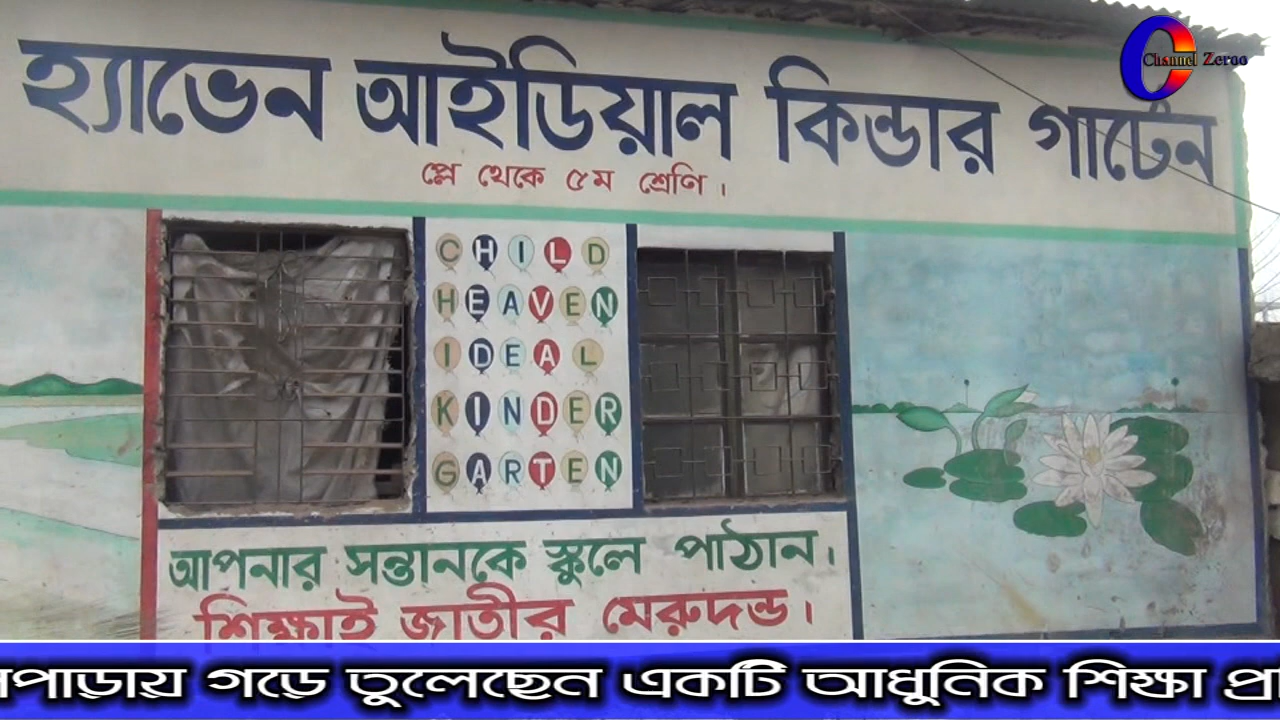 Channel Zeroo
হ্যাভেন আইডিয়াল কিন্ডার গার্টেন
প্লে থেকে ৫ম শ্রেণি।
CHILD
HEAVEN
IDEAL
KINDER
GARTEN
আপনার সন্তানকে স্কুলে পাঠান।
শিক্ষাই জাতীর মেরুদন্ড।
গড়ে তুলেছেন একটি আধুনিক শিক্ষা